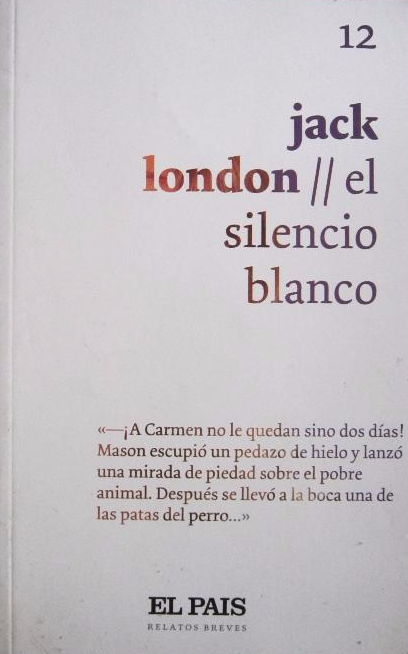 12
jack
london // el
silencio
blanco
«—¡A Carmen no le quedan sino dos días!
Mason escupió un pedazo de hielo y lanzó
una mirada de piedad sobre el pobre
animal. Después se llevó a la boca una de
las patas del perro...»
EL PAIS
RELATOS BREVES